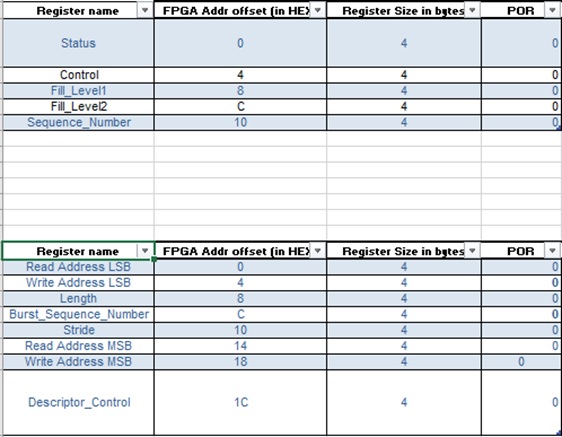 Register name FPGA Addr offset (in HEX Register Size in bytes POR
Status 0 4 0
Control 4 4 0
Fill_Level1 8 4 0
Fill_Level2 C 4 0
Sequence_Number 10 4 0
Register name FPGA Addr offset (in HEX Register Size in bytes POR
Read Address LSB 0 4 0
Write Address LSB 4 4 0
Length 8 4 0
Burst_Sequence_Number C 4 0
Stride 10 4 0
Read Address MSB 14 4 0
Write Address MSB 18 4 0
Descriptor_Control 1C 4 0